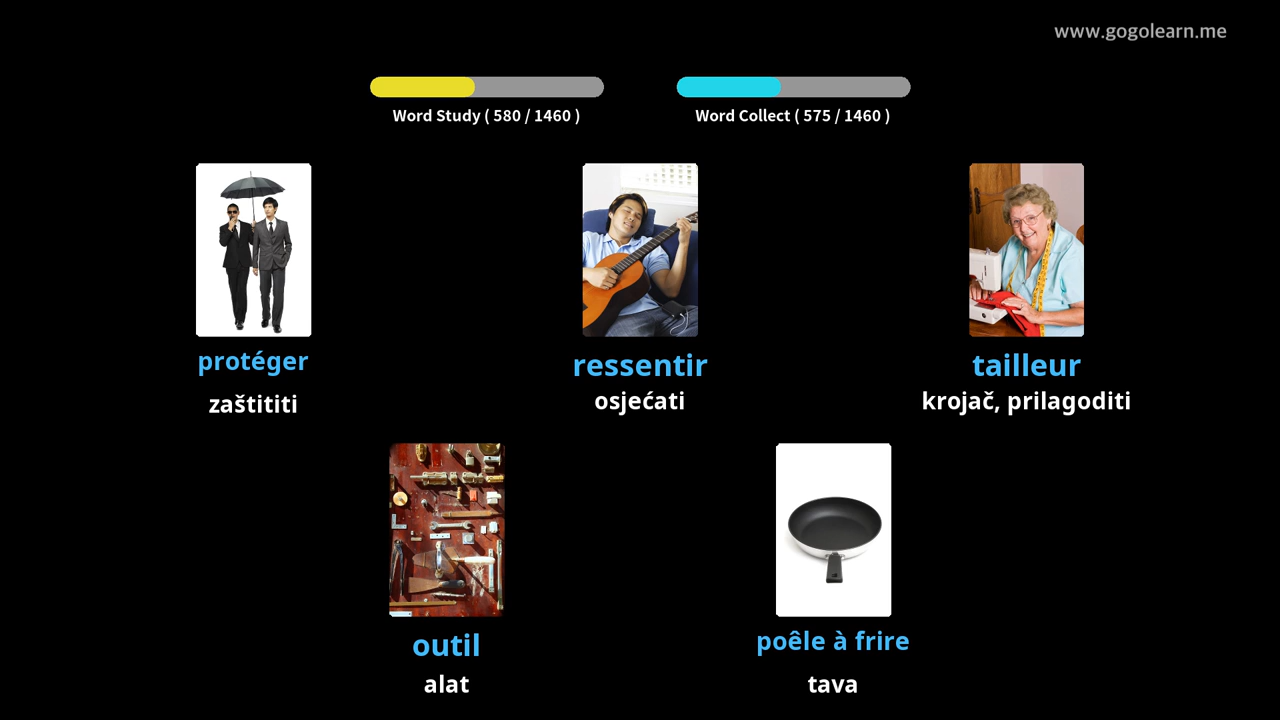 www.gogolearn.me
Word Study ( 580 / 1460 )
Word Collect ( 575 / 1460 )
protéger
zaštititi
ressentir
osjećati
tailleur
krojač, prilagoditi
outil
alat
poêle à frire
tava